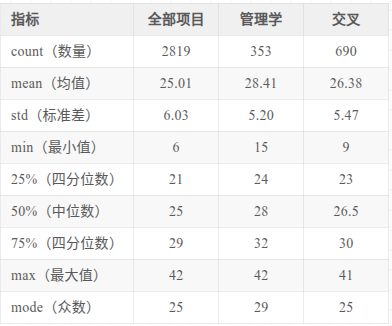 指标 全部项目 管理学 交叉
count（数量） 2819 353 690
mean（均值） 25.01 28.41 26.38
std（标准差） 6.03 5.20 5.47
min（最小值） 6 15 9
25%（四分位数） 21 24 23
50%（中位数） 25 28 26.5
75%（四分位数） 29 32 30
max（最大值） 42 42 41
mode（众数） 25 29 25